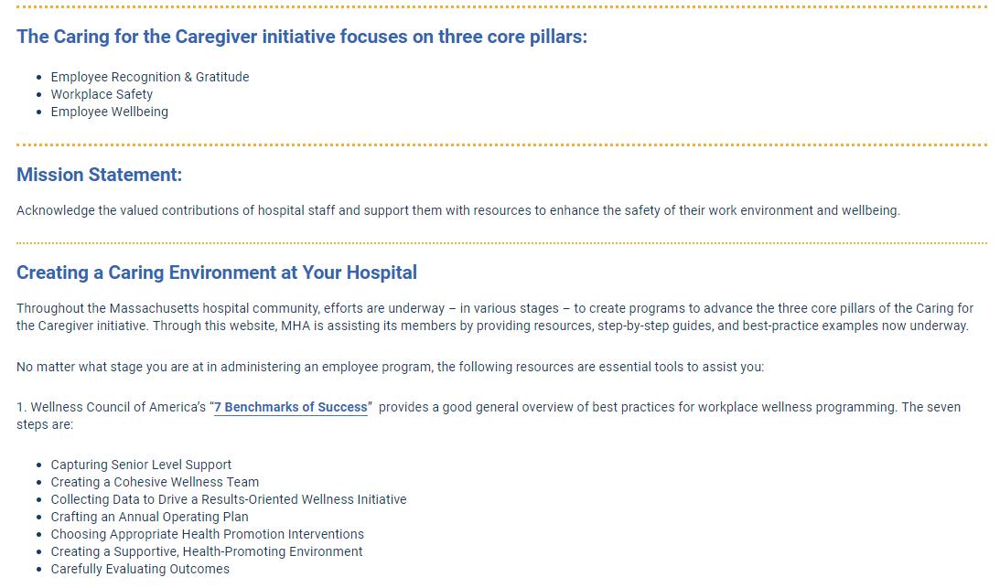 The Caring for the Caregiver initiative focuses on three core pillars:
Employee Recognition & Gratitude
Workplace Safety
Employee Wellbeing
Mission Statement:
Acknowledge the valued contributions of hospital staff and support them with resources to enhance the safety of their work environment and wellbeing.
Creating a Caring Environment at Your Hospital
Throughout the Massachusetts hospital community, efforts are underway – in various stages – to create programs to advance the three core pillars of the Caring for
the Caregiver initiative. Through this website, MHA is assisting its members by providing resources, step-by-step guides, and best-practice examples now underway.
No matter what stage you are at in administering an employee program, the following resources are essential tools to assist you:
1. Wellness Council of America’s “7 Benchmarks of Success”  provides a good general overview of best practices for workplace wellness programming. The seven
steps are:
Capturing Senior Level Support
Creating a Cohesive Wellness Team
Collecting Data to Drive a Results-Oriented Wellness Initiative
Crafting an Annual Operating Plan
Choosing Appropriate Health Promotion Interventions
Creating a Supportive, Health-Promoting Environment
Carefully Evaluating Outcomes